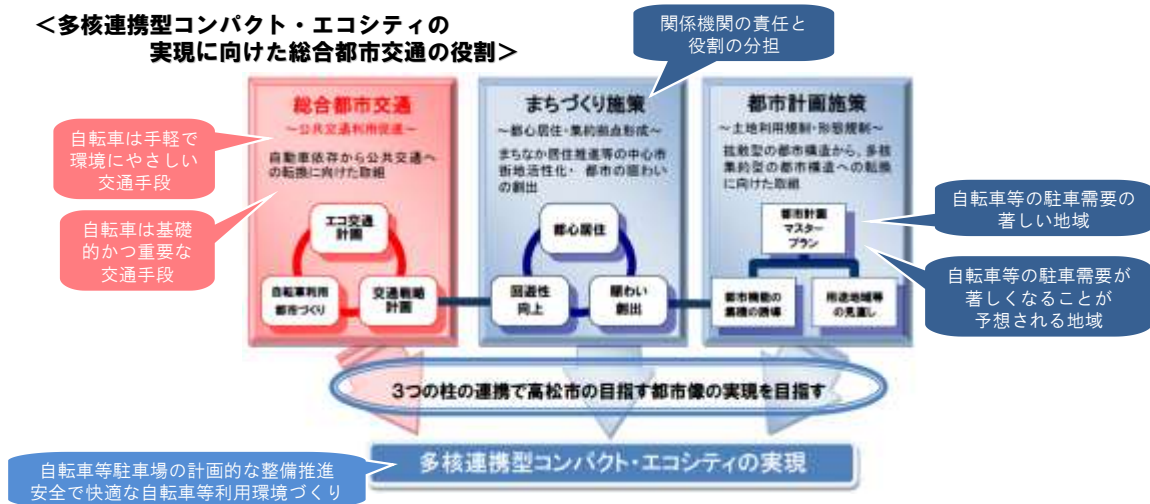 ＜多核連携型コンパクト・エコシティの
実現に向けた総合都市交通の役割＞
関係機関の責任と
役割の分担
自転車は手軽で
環境にやさしい
交通手段
自転車は基礎
的かつ重要な
交通手段
総合都市交通
～公共交通利用促進～
自動車依存から公共交通へ
の転換に向けた取組
エコ交通
計画
自転車利用
都市づくり
交通戦略
計画
まちづくり施策
～都心居住・集約拠点形成～
まちなか居住推進等の中心市
街地活性化・都市の賑わい
の創出
都心居住
回遊性
向上
賑わい
創出
都市計画施策
～土地利用規制・形態規制～
拡散型の都市構造から、多核
集約型の都市構造への転換
に向けた取組
都市計画
マスター
プラン
都市機能の
集積の誘導
用途地域等
の見直し
自転車等の駐車需要の
著しい地域
自転車等の駐車需要が
著しくなることが
予想される地域
3つの柱の連携で高松市の目指す都市像の実現を目指す
多核連携型コンパクト・エコシティの実現
自転車等駐車場の計画的な整備推進
安全で快適な自転車等利用環境づくり